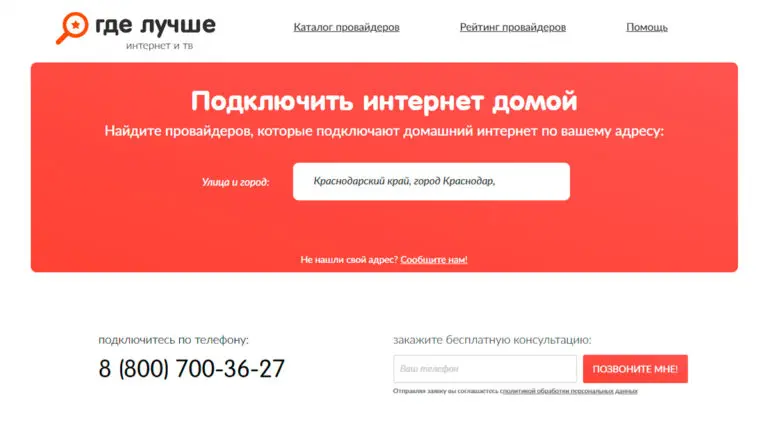 где лучше
интернет и тв
Каталог провайдеров
Рейтинг провайдеров
Помощь
Подключить интернет домой
Найдите провайдеров, которые подключают домашний интернет по вашему адресу:
Улица и город:
Краснодарский край, город Краснодар,
Не нашли свой адрес? Сообщите нам!
подключитесь по телефону:
8 (800) 700-36-27
закажите бесплатную консультацию:
Ваш телефон
ПОЗВОНИТЕ МНЕ!
Отправляя заявку вы соглашаетесь с политикой обработки персональных данных